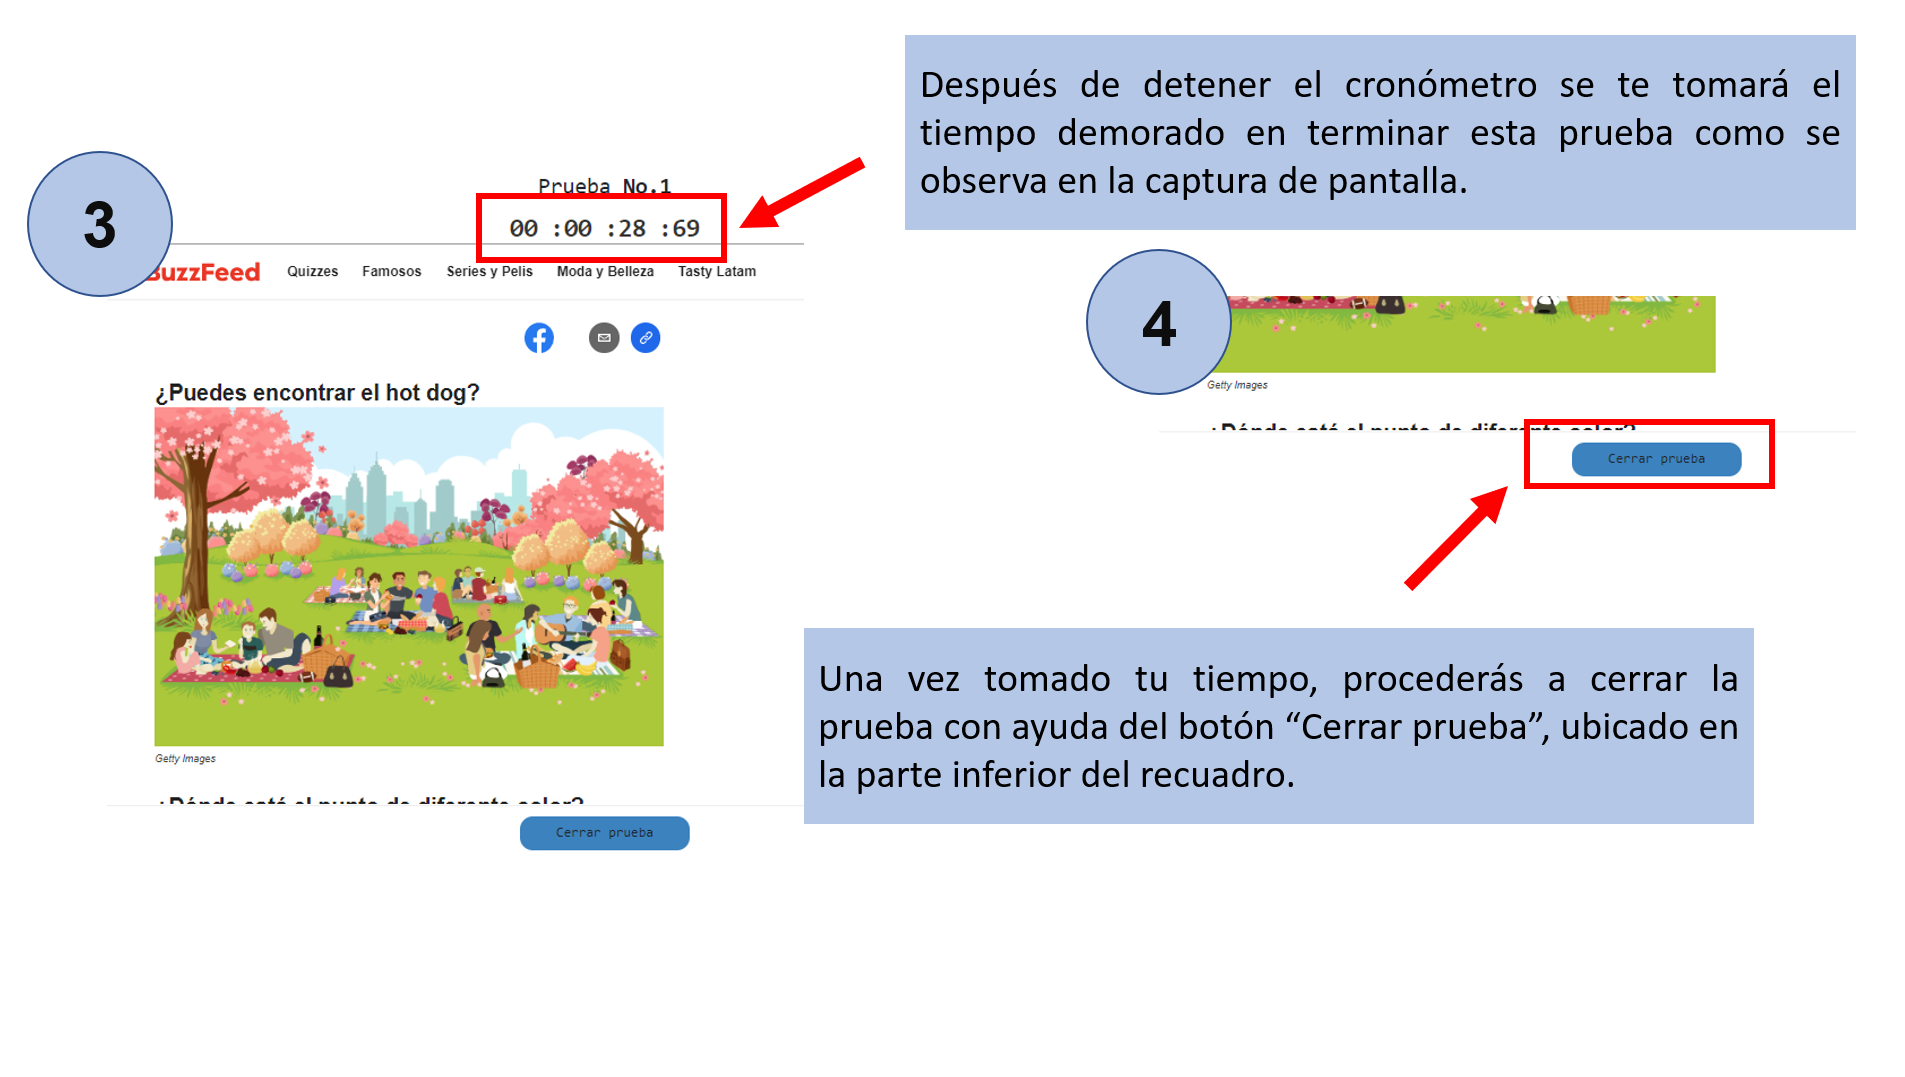 Después de detener el cronómetro se te tomará el
tiempo demorado en terminar esta prueba como se
observa en la captura de pantalla.
3
Prueba No.1
00 :00 :28 :69
BuzzFeed
Quizzes Famosos Series y Pelis Moda y Belleza Tasty Latam
¿Puedes encontrar el hot dog?
Getty Images
¿Dónde está el punto de diferente color?
Cerrar prueba
4
Getty Images
¿Dónde está el punto de diferente color?
Cerrar prueba
Una vez tomado tu tiempo, procederás a cerrar la
prueba con ayuda del botón “Cerrar prueba”, ubicado en
la parte inferior del recuadro.